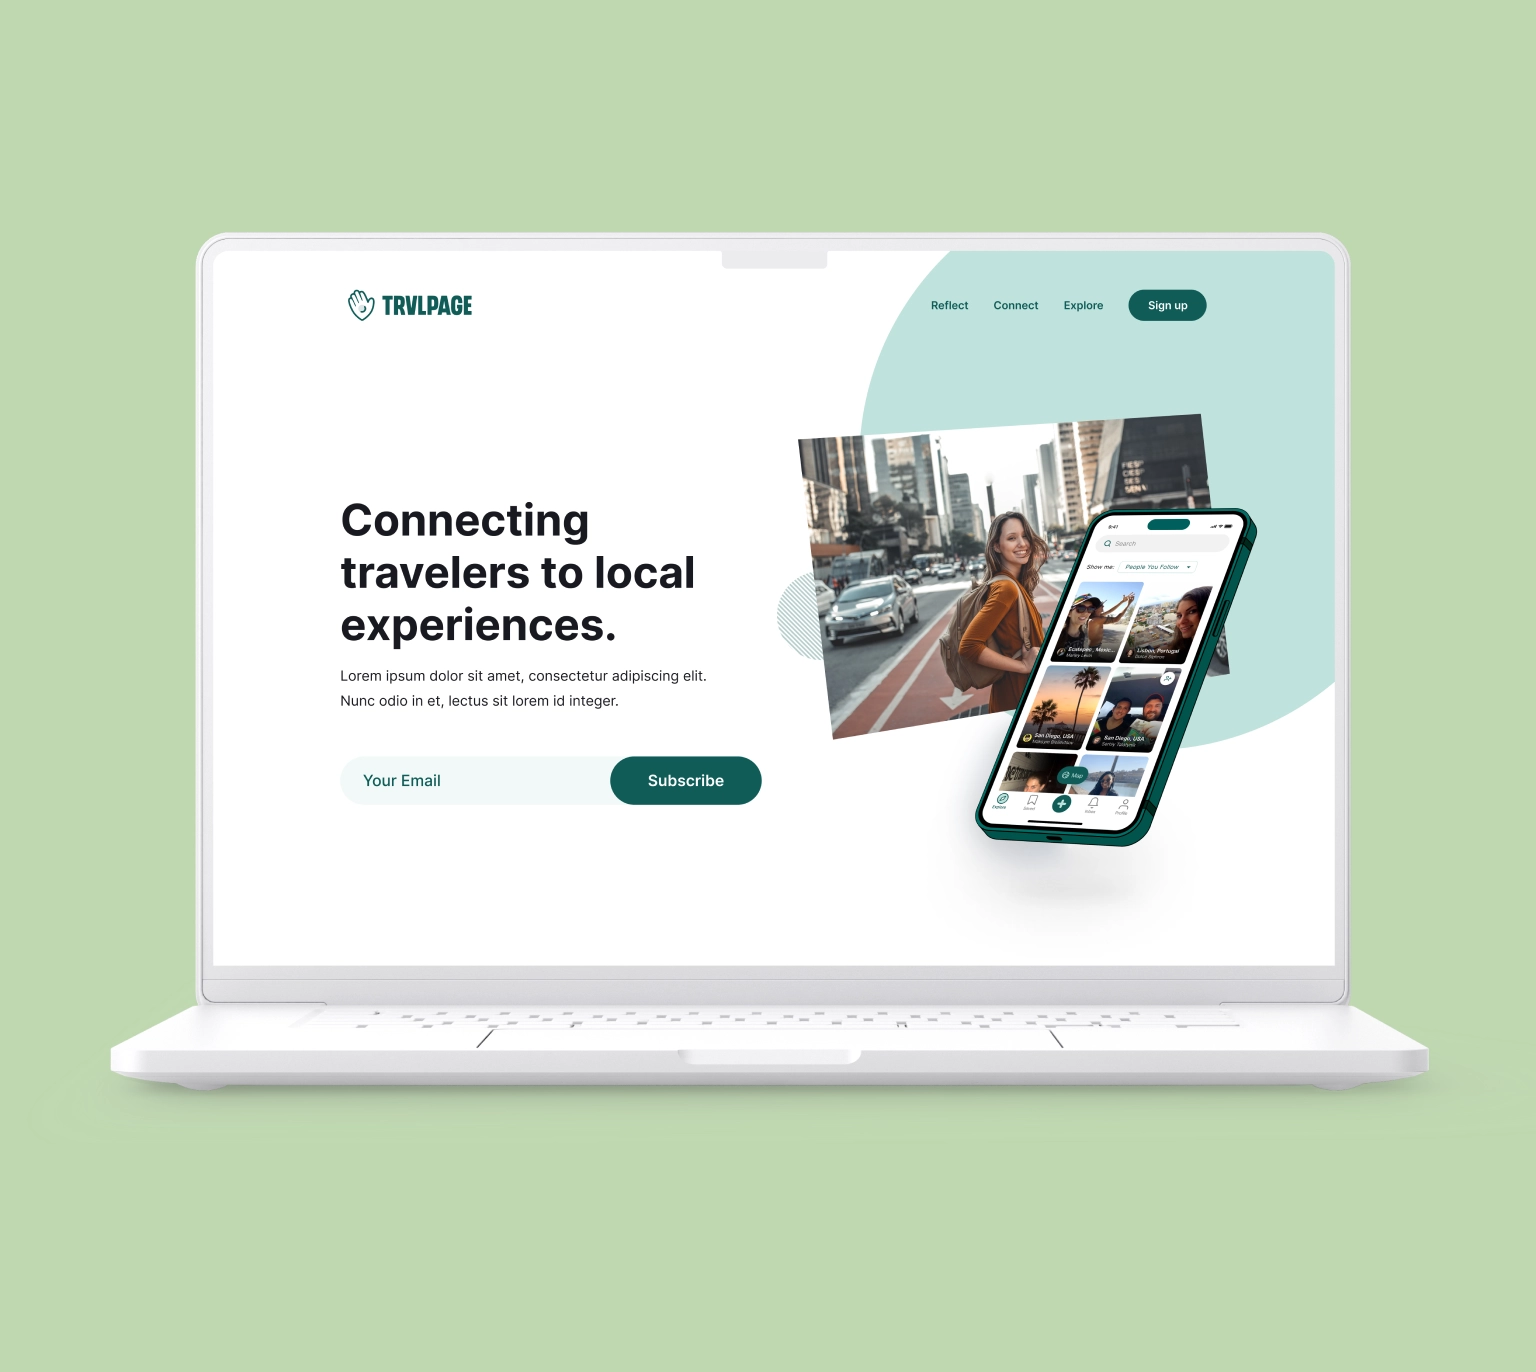 TRVLPAGE
Reflect
Connect
Explore
Sign up
Connecting
travelers to local
experiences.
Lorem ipsum dolor sit amet, consectetur adipiscing elit.
Nunc odio in et, lectus sit lorem id integer.
Your Email
Subscribe
9:41
Search
Show me:
People You Follow
Ecatepec, Mexic...
Lisbon, Portugal
San Diego, USA
San Diego, USA
Map
Explore
Saved
Inbox
Profile